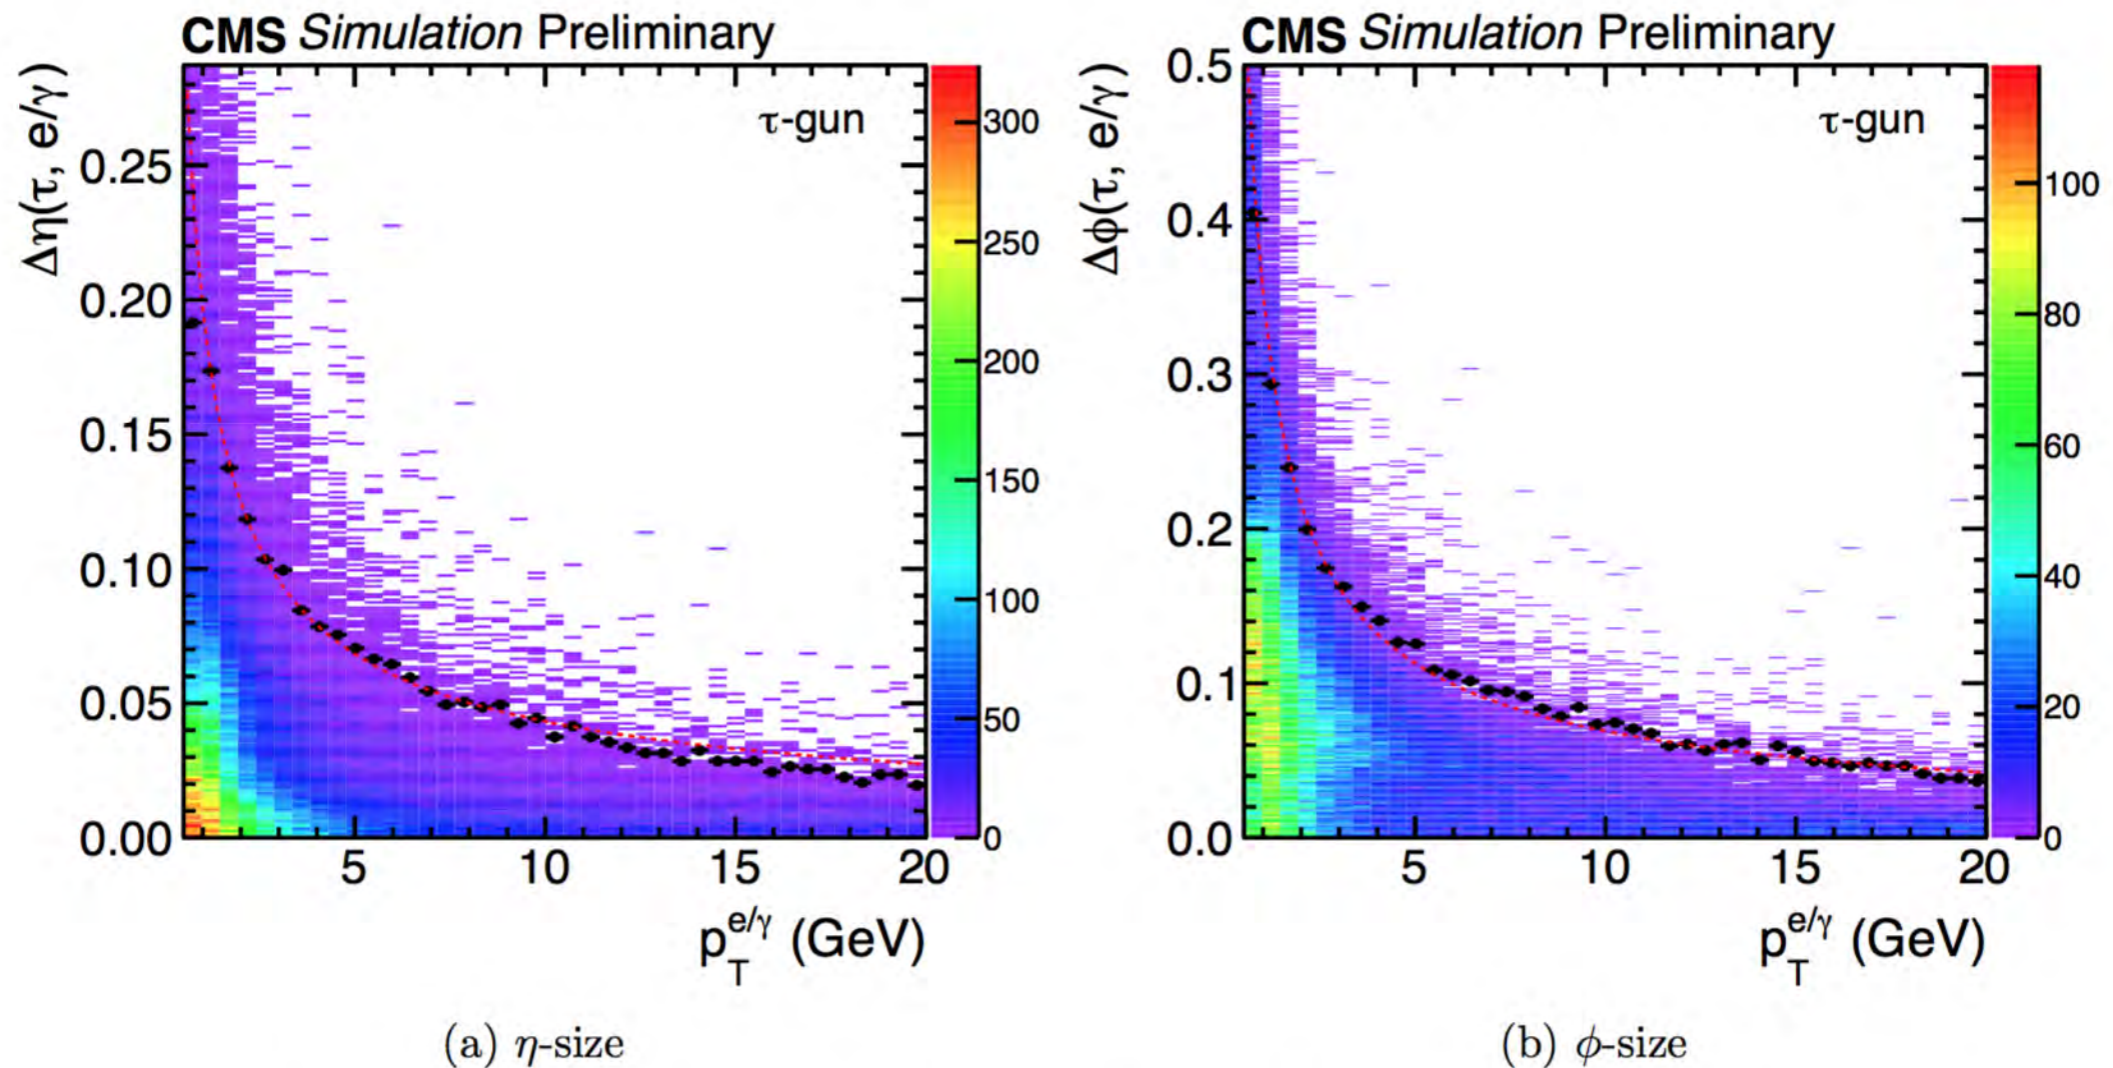 CMS Simulation Preliminary
Δη(τ, e/γ)
τ-gun
0.25
0.20
0.15
0.10
0.05
0.00
5 10 15 20
p_T^{e/γ} (GeV)
300
250
200
150
100
50
0
(a) η-size
CMS Simulation Preliminary
Δϕ(τ, e/γ)
τ-gun
0.5
0.4
0.3
0.2
0.1
0.0
5 10 15 20
p_T^{e/γ} (GeV)
100
80
60
40
20
0
(b) ϕ-size